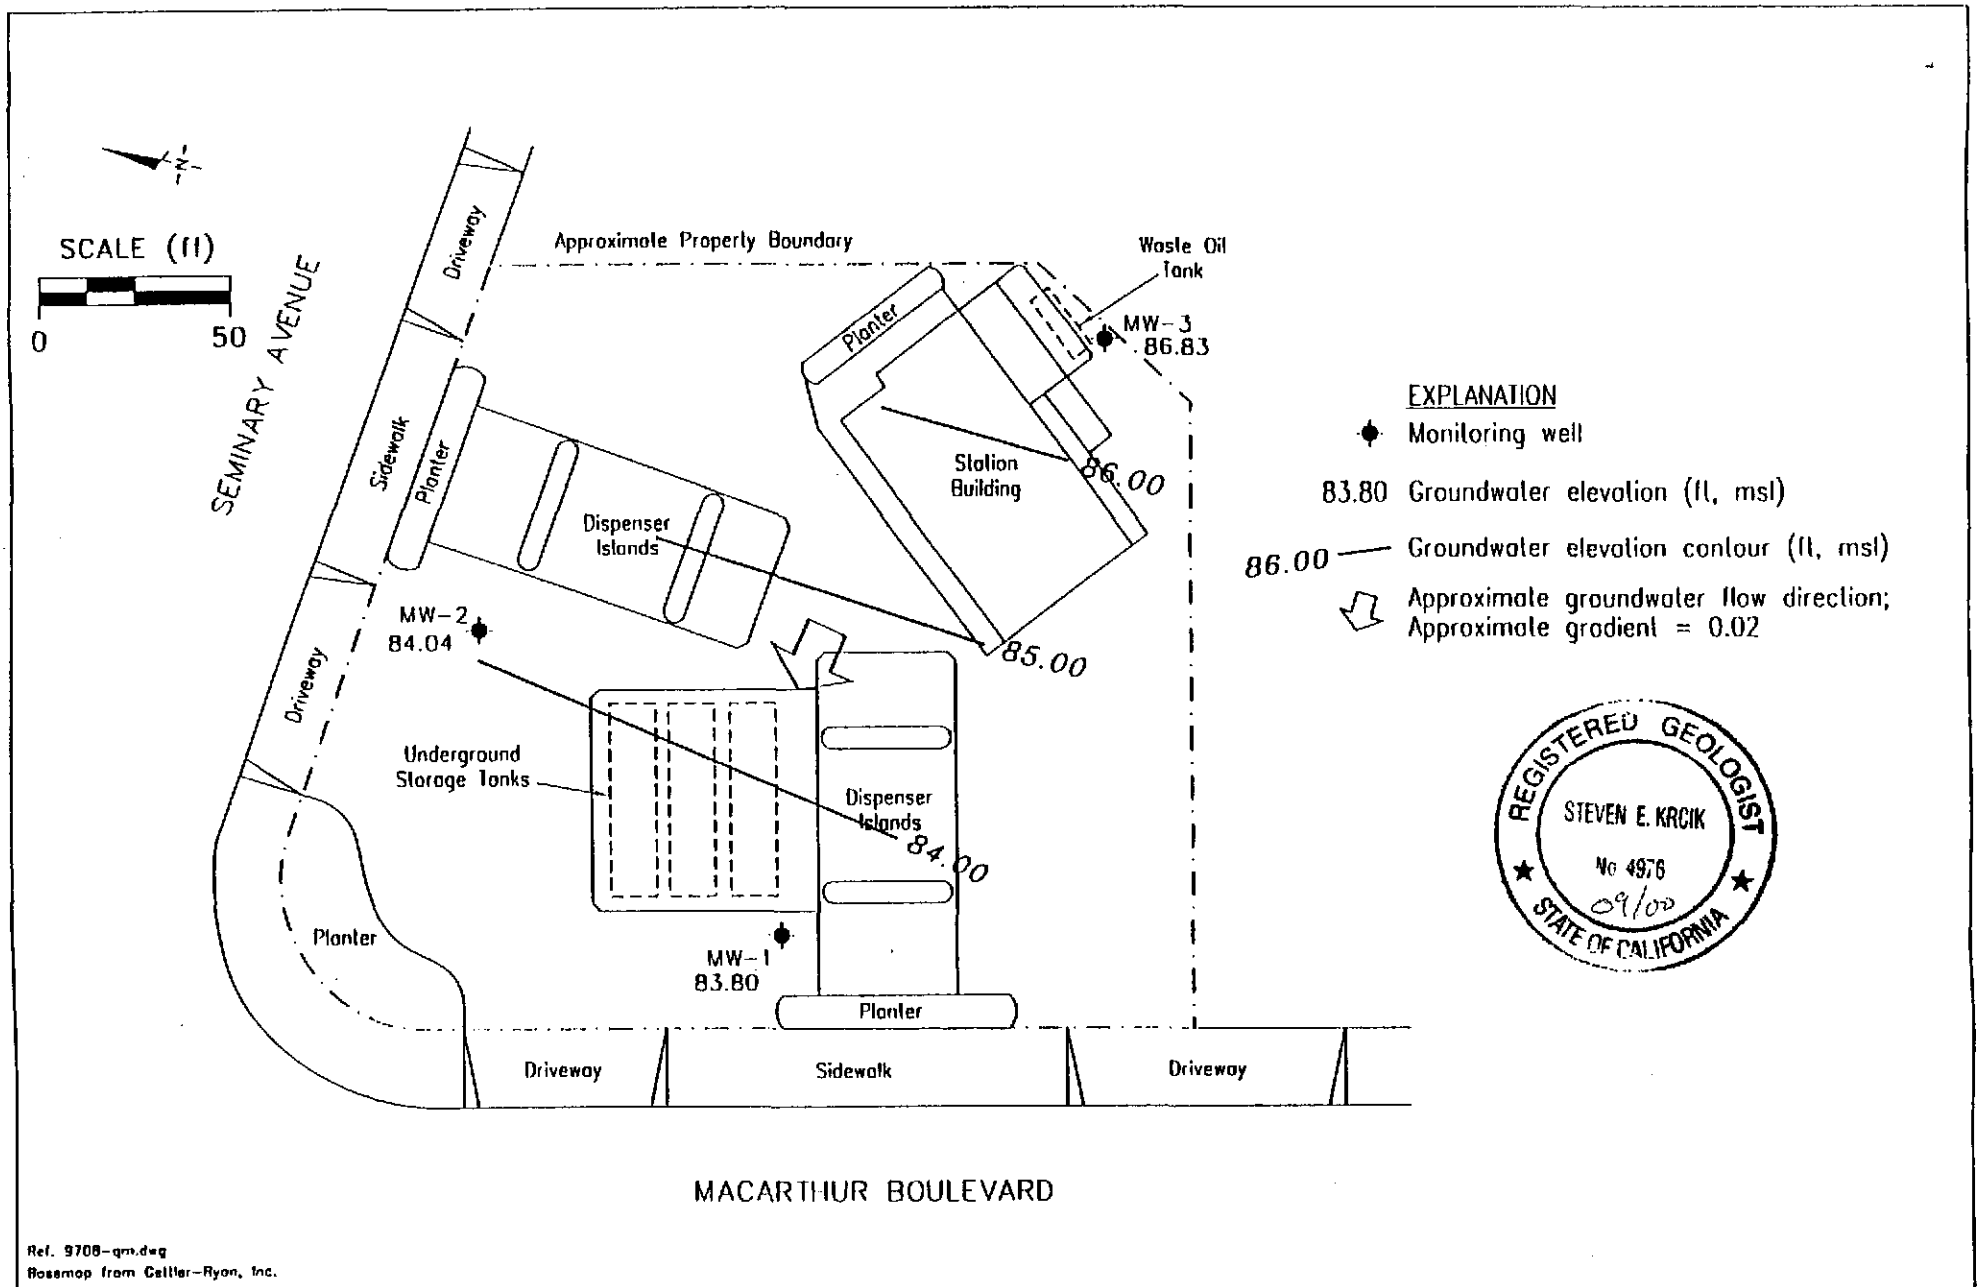 -N-
SCALE (ft)
0 50
SEMINARY AVENUE
Driveway
Approximate Property Boundary
Waste Oil
Tank
MW-3
86.83
Planter
Sidewalk
Planter
Station
Building
86.00
Dispenser
Islands
MW-2
84.04
85.00
Driveway
Underground
Storage Tanks
Dispenser
Islands
84.00
Planter
MW-1
83.80
Planter
Driveway
Sidewalk
Driveway
MACARTHUR BOULEVARD
EXPLANATION
Monitoring well
83.80 Groundwater elevation (ft, msl)
86.00 Groundwater elevation contour (ft, msl)
Approximate groundwater flow direction;
Approximate gradient = 0.02
REGISTERED GEOLOGIST
STEVEN E. KRCIK
No 4976
09/00
STATE OF CALIFORNIA
Ref. 9708-qm.dwg
Basemap from Gettler-Ryan, Inc.